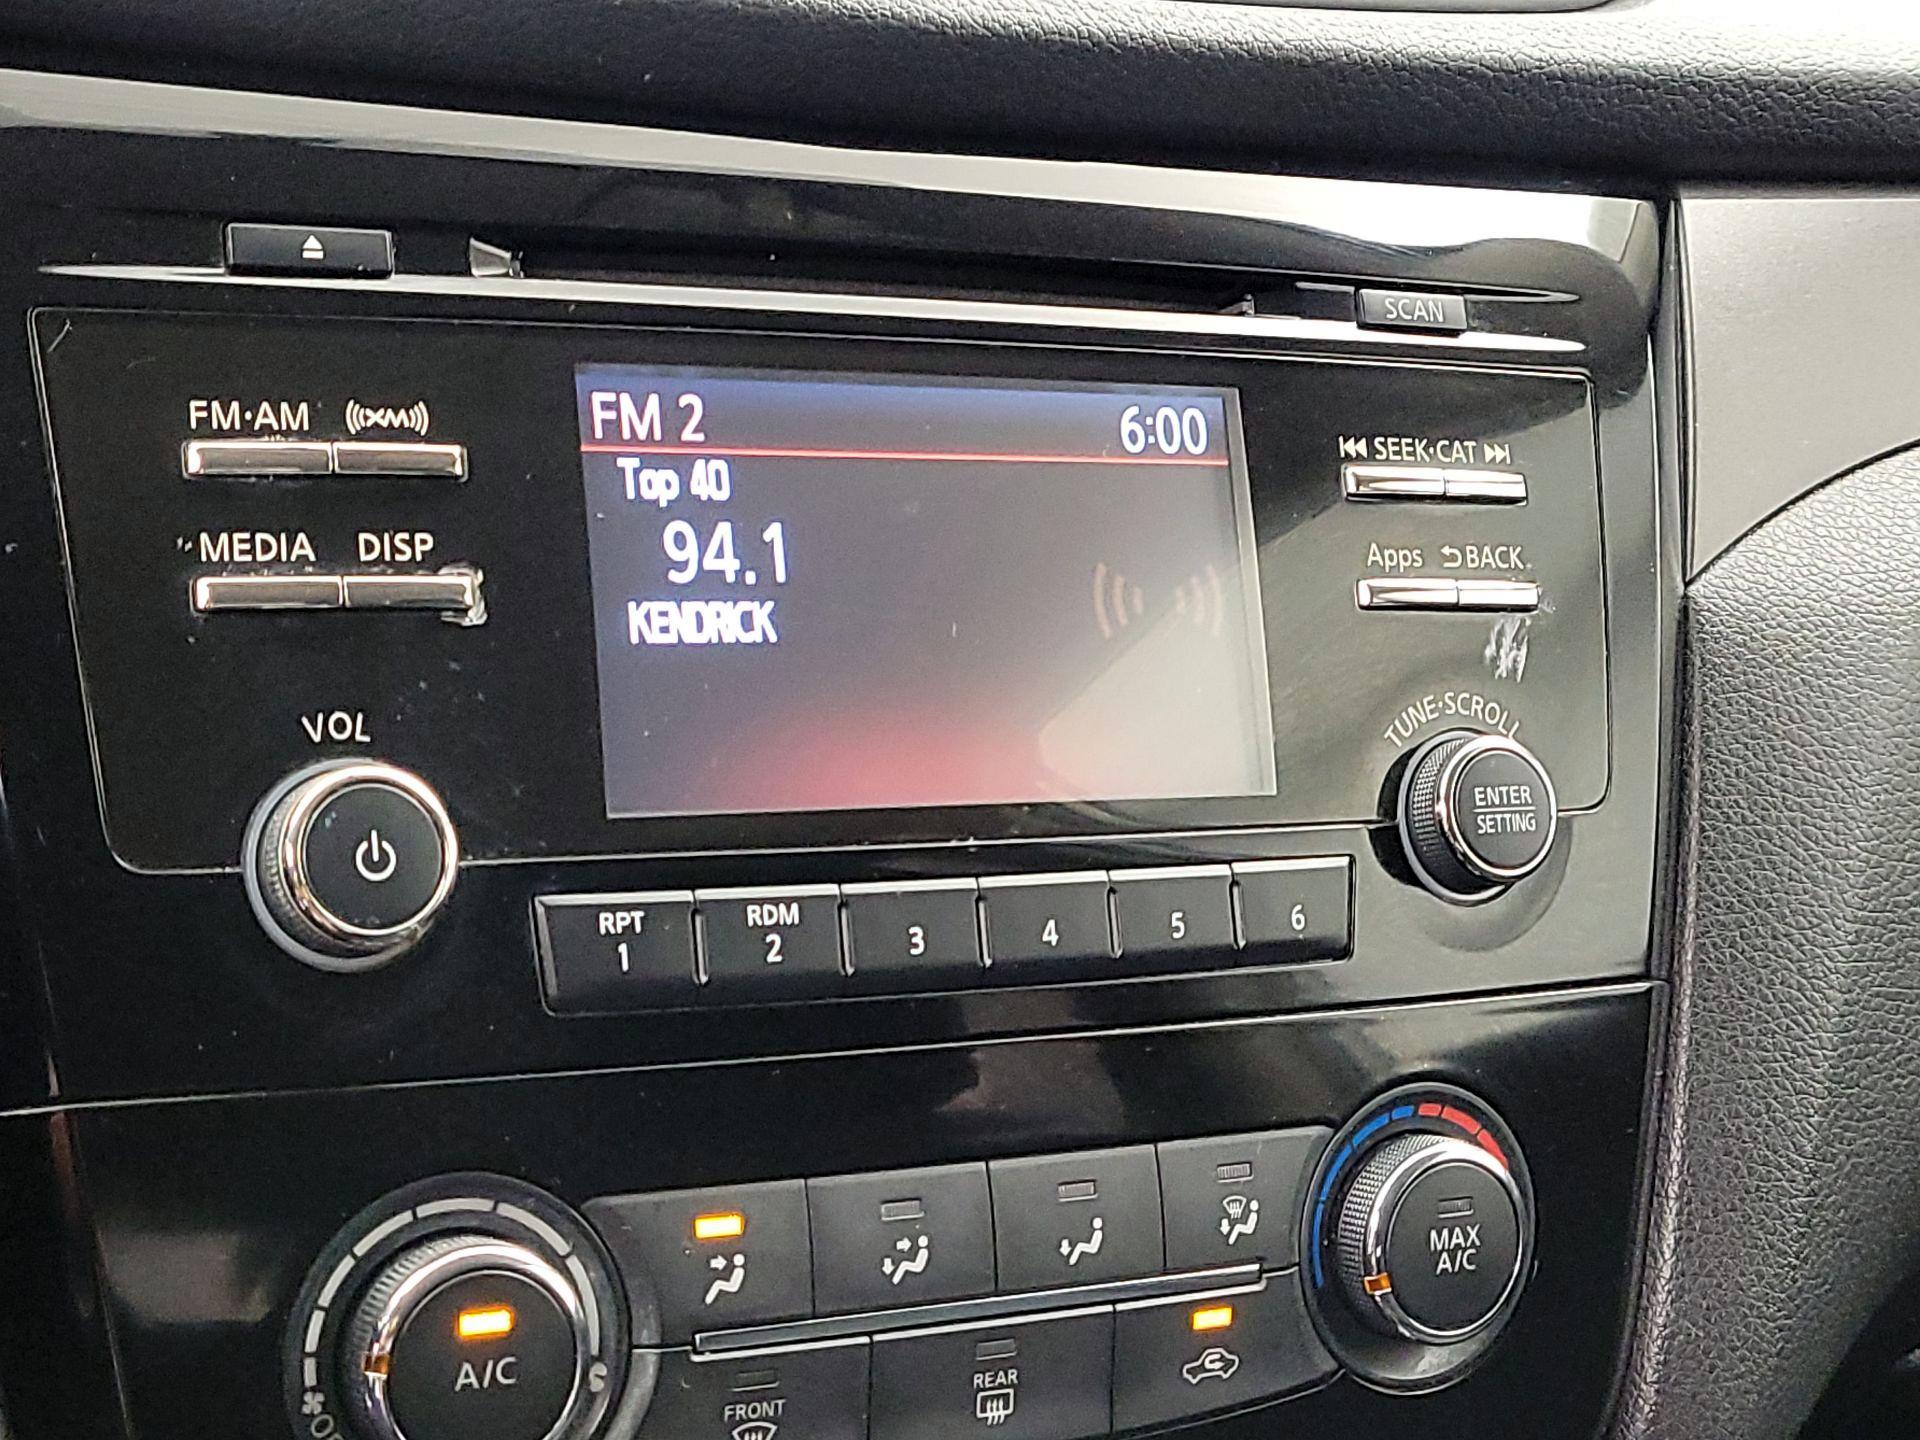 SCAN
FM·AM
XM
FM 2
6:00
SEEK·CAT
Top 40
94.1
KENDRICK
MEDIA
DISP
Apps
BACK
VOL
TUNE·SCROLL
ENTER
SETTING
RPT
1
RDM
2
3
4
5
6
MAX
A/C
A/C
FRONT
REAR